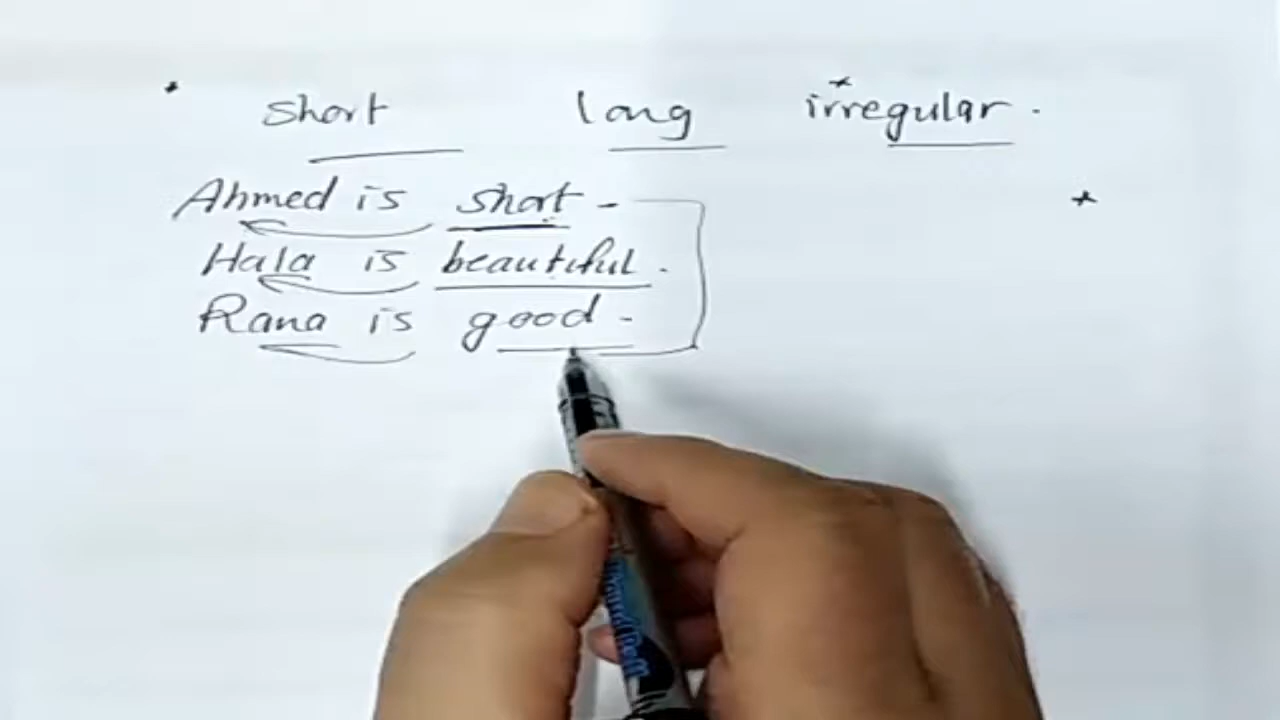 short long irregular.
Ahmed is short -
Hala is beautiful.
Rana is good -